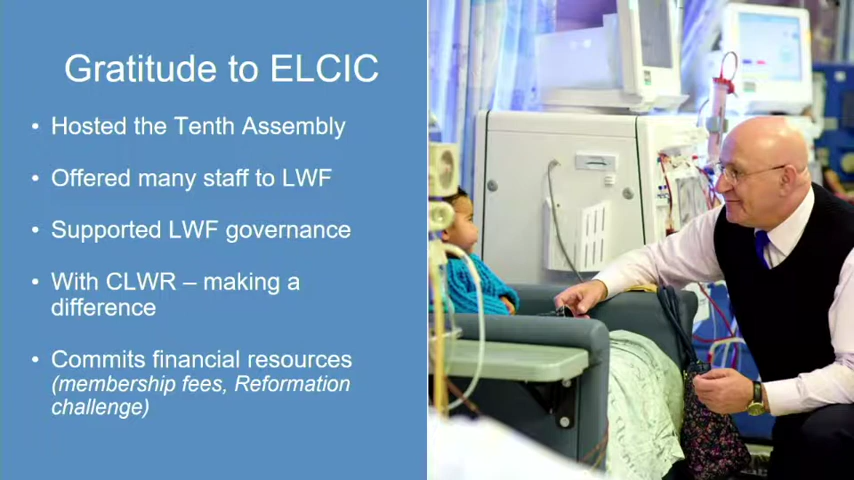 Gratitude to ELCIC
• Hosted the Tenth Assembly
• Offered many staff to LWF
• Supported LWF governance
• With CLWR – making a
difference
• Commits financial resources
(membership fees, Reformation
challenge)